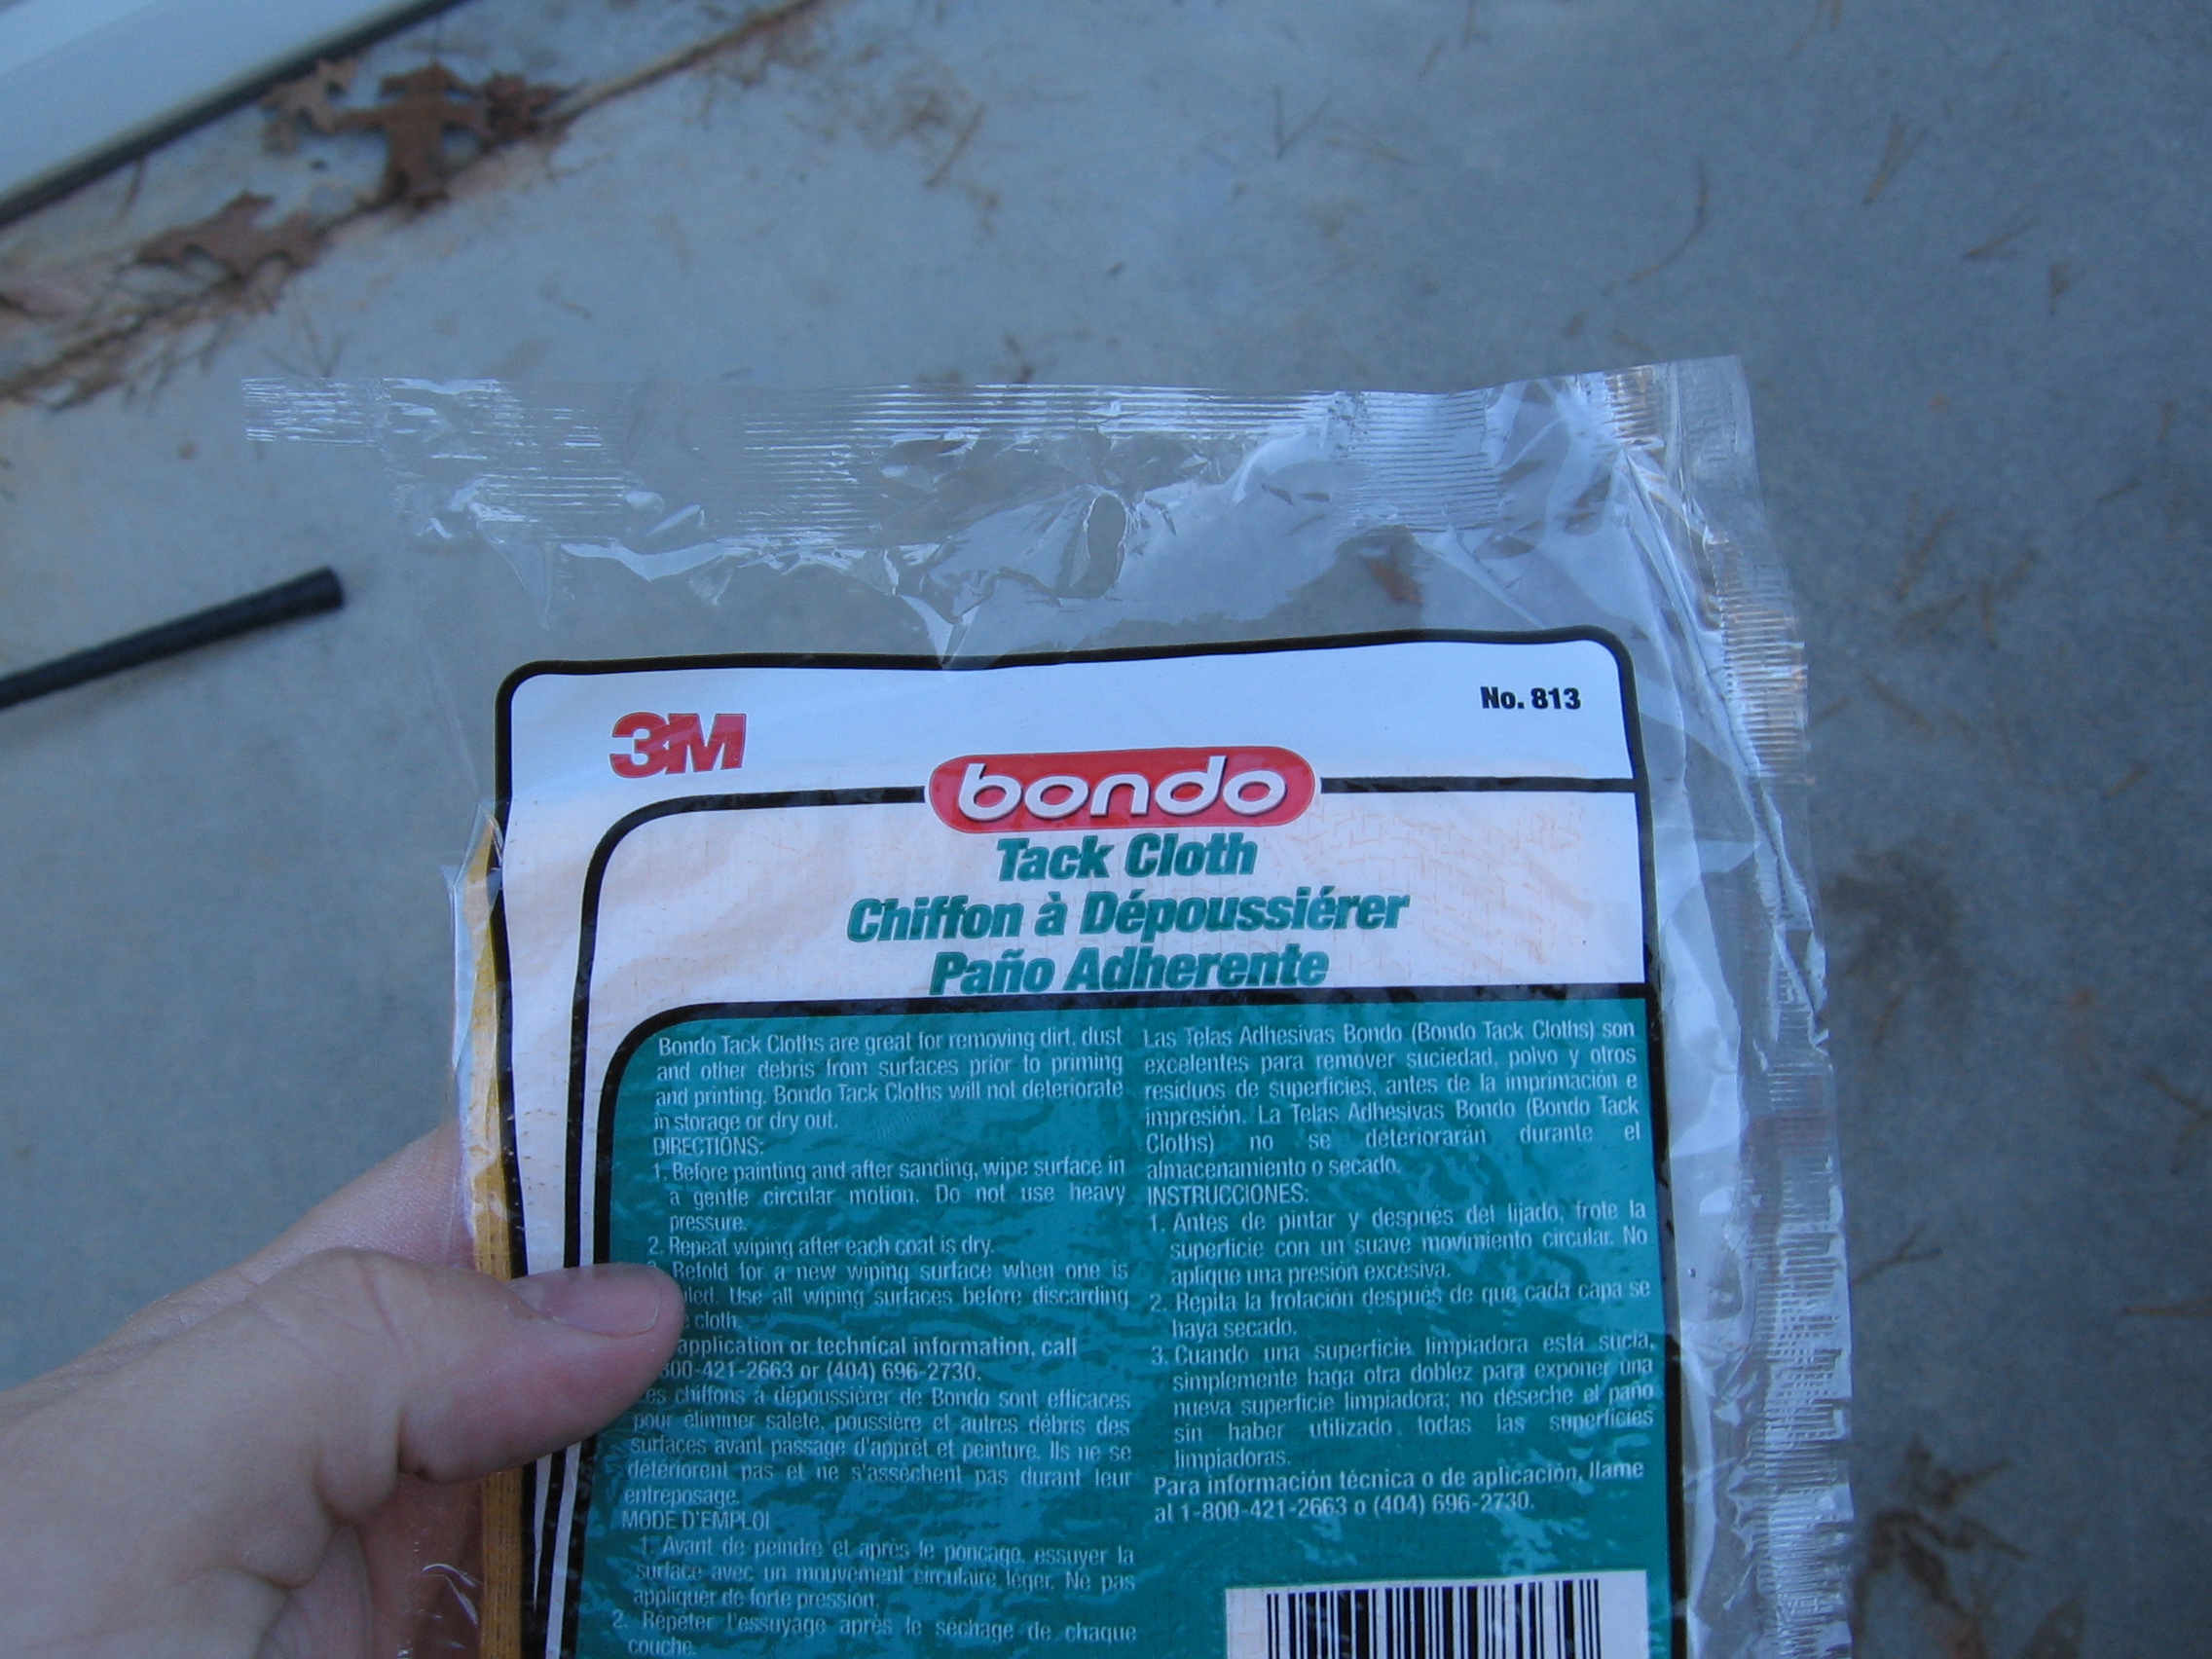 3M
No. 813
bondo
Tack Cloth
Chiffon à Dépoussiérer
Paño Adherente
Bondo Tack Cloths are great for removing dirt, dust
and other debris from surfaces prior to priming
and printing. Bondo Tack Cloths will not deteriorate
in storage or dry out.
DIRECTIONS:
1. Before painting and after sanding, wipe surface in
a gentle circular motion. Do not use heavy
pressure.
2. Repeat wiping after each coat is dry.
Refold for a new wiping surface when one is
Use all wiping surfaces before discarding
cloth.
application or technical information, call
00-421-2663 or (404) 696-2730.
es chiffons à dépoussiérer de Bondo sont efficaces
pour éliminer saleté, poussière et autres débris des
surfaces avant passage d'apprêt et peinture. Ils ne se
détériorent pas et ne s'assèchent pas durant leur
entreposage.
MODE D'EMPLOI
1. Avant de peindre et après le ponçage, essuyer la
surface avec un mouvement circulaire léger. Ne pas
appliquer de forte pression.
2. Répéter l'essuyage après le séchage de chaque
couche.
Las Telas Adhesivas Bondo (Bondo Tack Cloths) son
excelentes para remover suciedad, polvo y otros
residuos de superficies, antes de la imprimación e
impresión. La Telas Adhesivas Bondo (Bondo Tack
Cloths) no se deteriorarán durante el
almacenamiento o secado.
INSTRUCCIONES:
1. Antes de pintar y después del lijado, frote la
superficie con un suave movimiento circular. No
aplique una presión excesiva.
2. Repita la frotación después de que cada capa se
haya secado.
3. Cuando una superficie limpiadora está sucia,
simplemente haga otra doblez para exponer una
nueva superficie limpiadora; no deseche el paño
sin haber utilizado todas las superficies
limpiadoras.
Para información técnica o de aplicación, llame
al 1-800-421-2663 o (404) 696-2730.